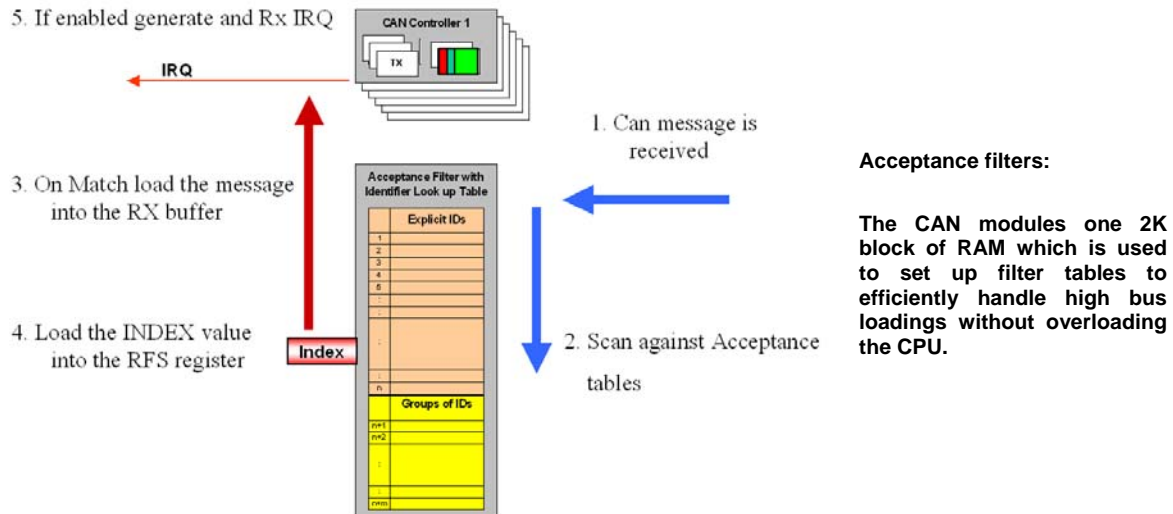 5. If enabled generate and Rx IRQ
CAN Controller 1
TX
IRQ
1. Can message is
received
3. On Match load the message
into the RX buffer
Acceptance Filter with
Identifier Look up Table
Explicit IDs
1
2
3
4
5
:
:
:
:
n
4. Load the INDEX value
into the RFS register
Index
2. Scan against Acceptance
tables
Groups of IDs
n+1
n+2
:
:
n+m
Acceptance filters:
The CAN modules one 2K
block of RAM which is used
to set up filter tables to
efficiently handle high bus
loadings without overloading
the CPU.